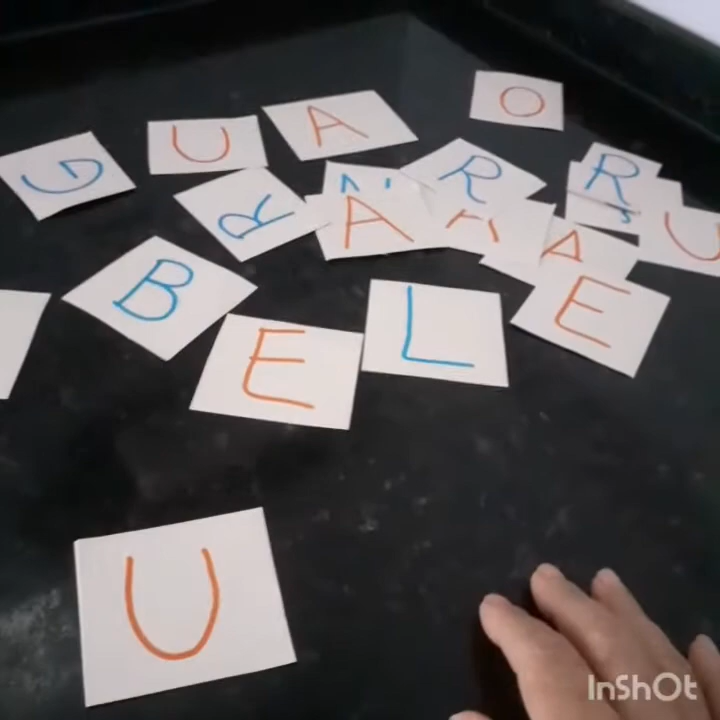 O
G U A
R R R
A A U
B E L E
U
InShOt